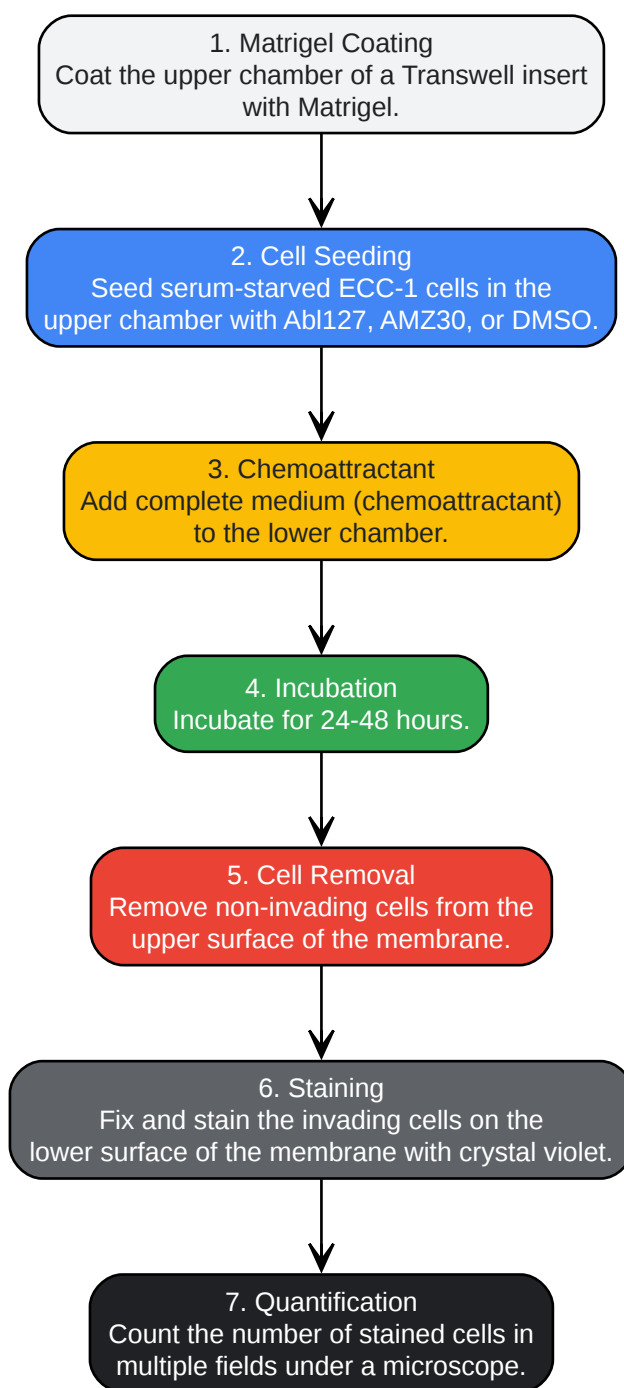 1. Matrigel Coating
Coat the upper chamber of a Transwell insert
with Matrigel.
2. Cell Seeding
Seed serum-starved ECC-1 cells in the
upper chamber with Abl127, AMZ30, or DMSO.
3. Chemoattractant
Add complete medium (chemoattractant)
to the lower chamber.
4. Incubation
Incubate for 24-48 hours.
5. Cell Removal
Remove non-invading cells from the
upper surface of the membrane.
6. Staining
Fix and stain the invading cells on the
lower surface of the membrane with crystal violet.
7. Quantification
Count the number of stained cells in
multiple fields under a microscope.